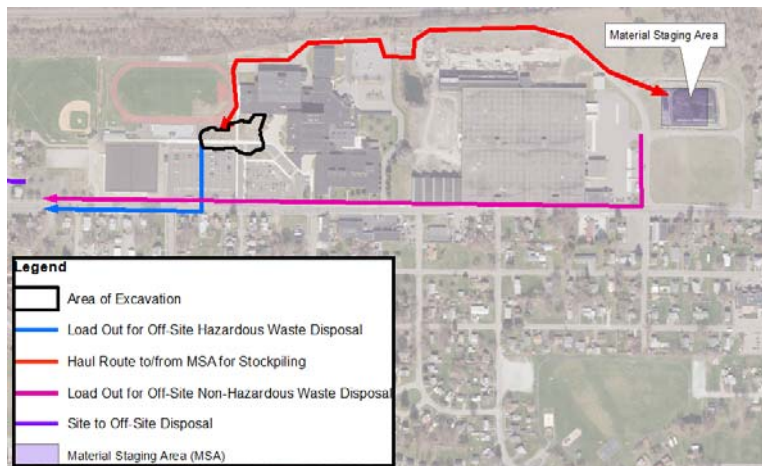 Material Staging Area
Legend
Area of Excavation
Load Out for Off-Site Hazardous Waste Disposal
Haul Route to/from MSA for Stockpiling
Load Out for Off-Site Non-Hazardous Waste Disposal
Site to Off-Site Disposal
Material Staging Area (MSA)